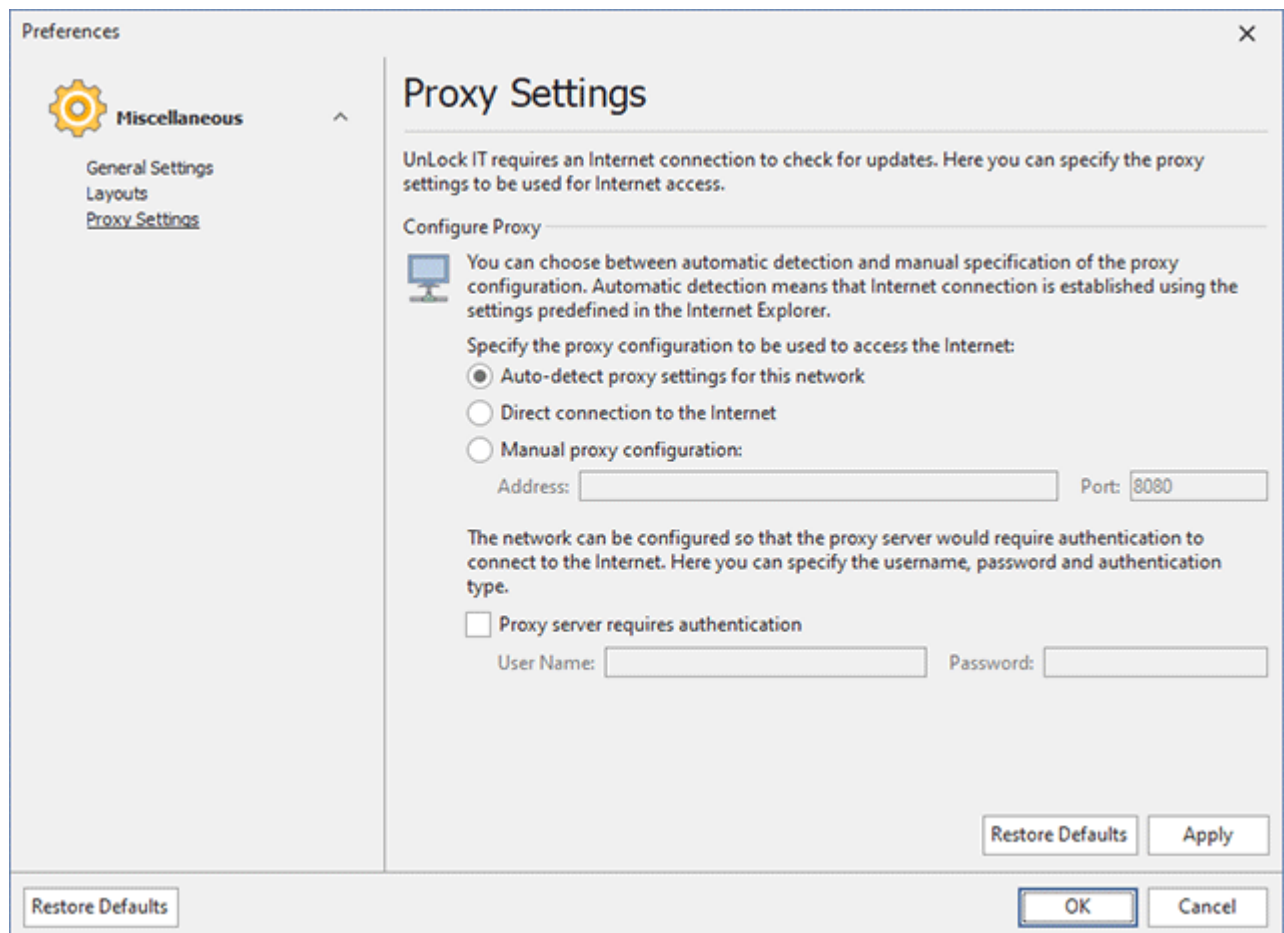 Preferences
Miscellaneous
General Settings
Layouts
Proxy Settings
Proxy Settings
UnLock IT requires an Internet connection to check for updates. Here you can specify the proxy
settings to be used for Internet access.
Configure Proxy
You can choose between automatic detection and manual specification of the proxy
configuration. Automatic detection means that Internet connection is established using the
settings predefined in the Internet Explorer.
Specify the proxy configuration to be used to access the Internet:
Auto-detect proxy settings for this network
Direct connection to the Internet
Manual proxy configuration:
Address: Port: 8080
The network can be configured so that the proxy server would require authentication to
connect to the Internet. Here you can specify the username, password and authentication
type.
Proxy server requires authentication
User Name: Password:
Restore Defaults Apply
Restore Defaults OK Cancel